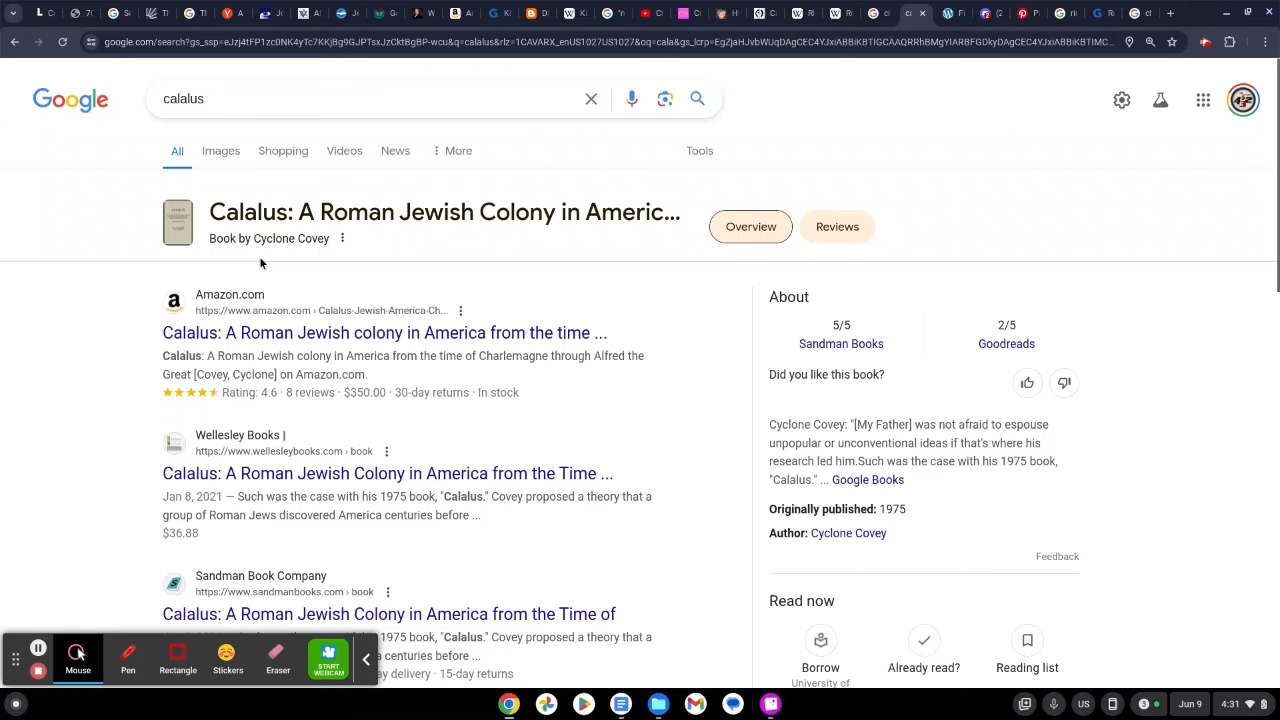 google.com/search?gs_ssp=eJzj4tFP1zc0NK4yTc7KKjBg9GJPTsxJzCktBgBP-wcu&q=calalus&rlz=1CAVARX_enUS1027US1027&oq=cala&gs_lcrp=
Google
calalus
All
Images
Shopping
Videos
News
More
Tools
Calalus: A Roman Jewish Colony in Americ...
Book by Cyclone Covey
Overview
Reviews
Amazon.com
https://www.amazon.com › Calalus-Jewish-America-Ch...
Calalus: A Roman Jewish colony in America from the time ...
Calalus: A Roman Jewish colony in America from the time of Charlemagne through Alfred the
Great [Covey, Cyclone] on Amazon.com.
Rating: 4.6 · 8 reviews · $350.00 · 30-day returns · In stock
Wellesley Books |
https://www.wellesleybooks.com › book
Calalus: A Roman Jewish Colony in America from the Time ...
Jan 8, 2021 — Such was the case with his 1975 book, "Calalus." Covey proposed a theory that a
group of Roman Jews discovered America centuries before ...
$36.88
Sandman Book Company
https://www.sandmanbooks.com › book
Calalus: A Roman Jewish Colony in America from the Time of
book, "Calalus." Covey proposed a theory that a
centuries before ...
delivery · 15-day returns
About
5/5
Sandman Books
2/5
Goodreads
Did you like this book?
Cyclone Covey: "[My Father] was not afraid to espouse
unpopular or unconventional ideas if that's where his
research led him.Such was the case with his 1975 book,
"Calalus." ... Google Books
Originally published: 1975
Author: Cyclone Covey
Feedback
Read now
Borrow
University of
Already read?
Reading list
Mouse
Pen
Rectangle
Stickers
Eraser
START
WEBCAM
US
3
Jun 9
4:31